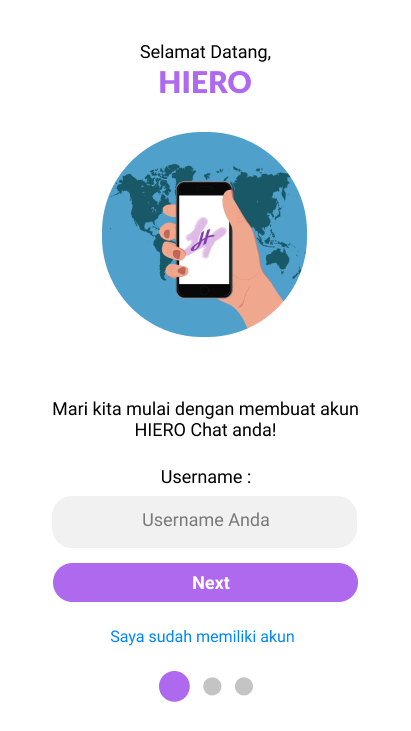 Selamat Datang,
HIERO
H
Mari kita mulai dengan membuat akun
HIERO Chat anda!
Username :
Username Anda
Next
Saya sudah memiliki akun